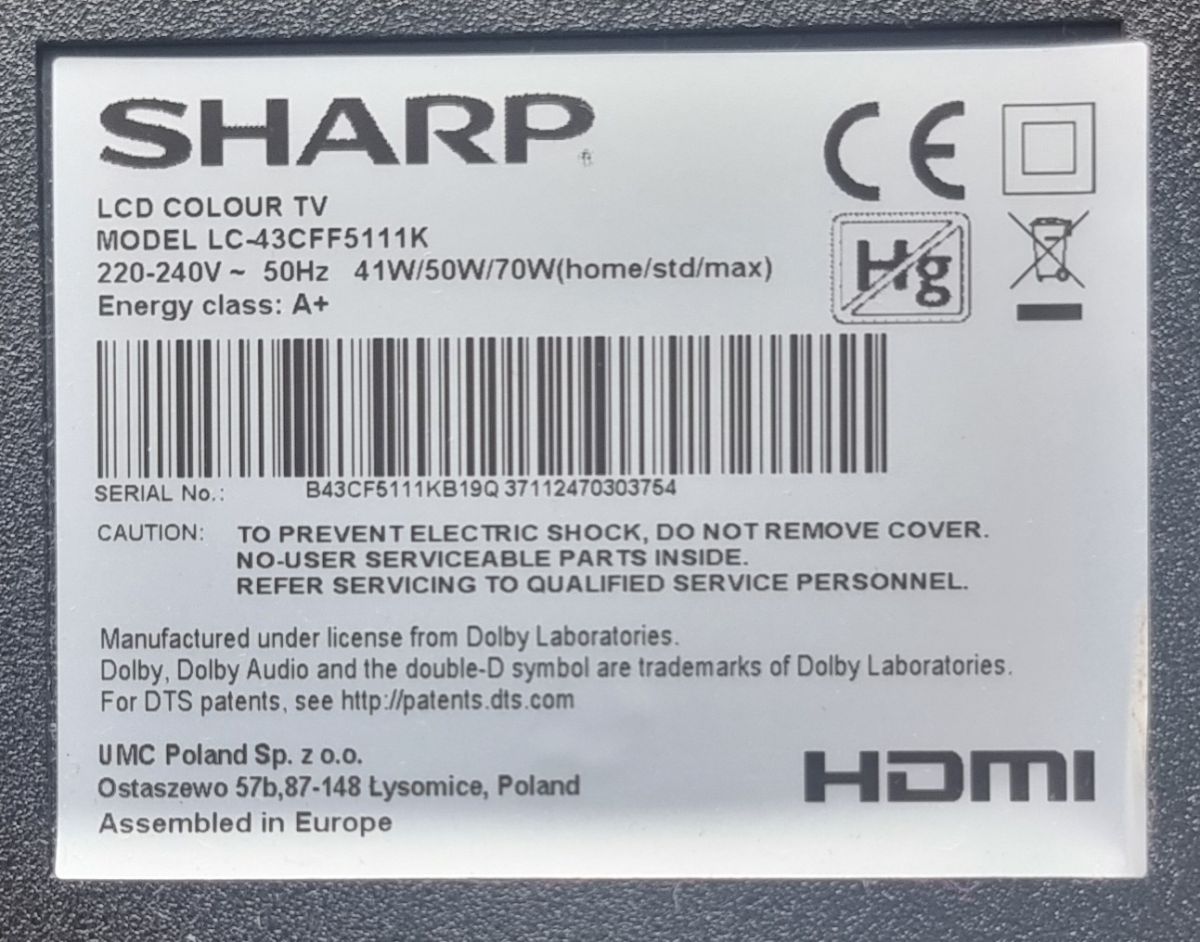 SHARP®
LCD COLOUR TV
MODEL LC-43CFF5111K
220-240V ~ 50Hz 41W/50W/70W(home/std/max)
Energy class: A+
CE
Hg
SERIAL No.: B43CF5111KB19Q 37112470303754
CAUTION: TO PREVENT ELECTRIC SHOCK, DO NOT REMOVE COVER.
NO-USER SERVICEABLE PARTS INSIDE.
REFER SERVICING TO QUALIFIED SERVICE PERSONNEL.
Manufactured under license from Dolby Laboratories.
Dolby, Dolby Audio and the double-D symbol are trademarks of Dolby Laboratories.
For DTS patents, see http://patents.dts.com
UMC Poland Sp. z o.o.
Ostaszewo 57b,87-148 Łysomice, Poland
Assembled in Europe
HDMI